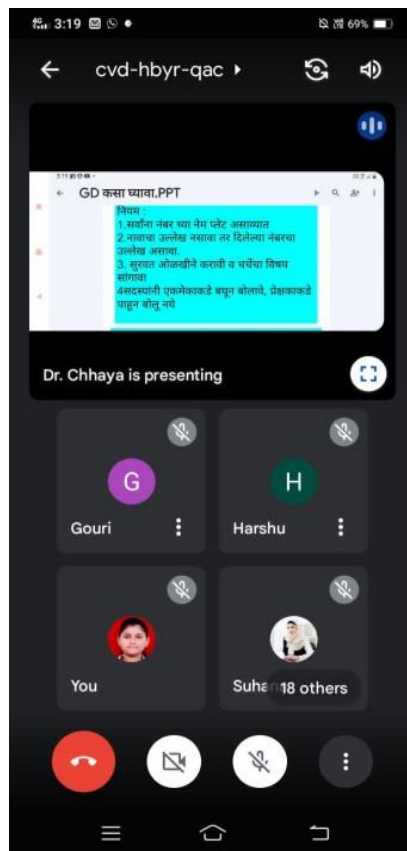 4G 3:19 69%
cvd-hbyr-qac
GD कसा घ्यावा.PPT
नियम :
1.सर्वांना नंबर च्या नेम प्लेट असाव्यात
2.नावाचा उल्लेख नसावा तर दिलेल्या नंबरचा
उल्लेख असावा.
3. सुरवत ओळखीने करावी व चर्चेचा विषय
सांगावा
4सदस्यांनी एकमेकाकडे बघून बोलावे, प्रेक्षकाकडे
पाहून बोलू नये
Dr. Chhaya is presenting
G H
Gouri Harshu
You 18 others